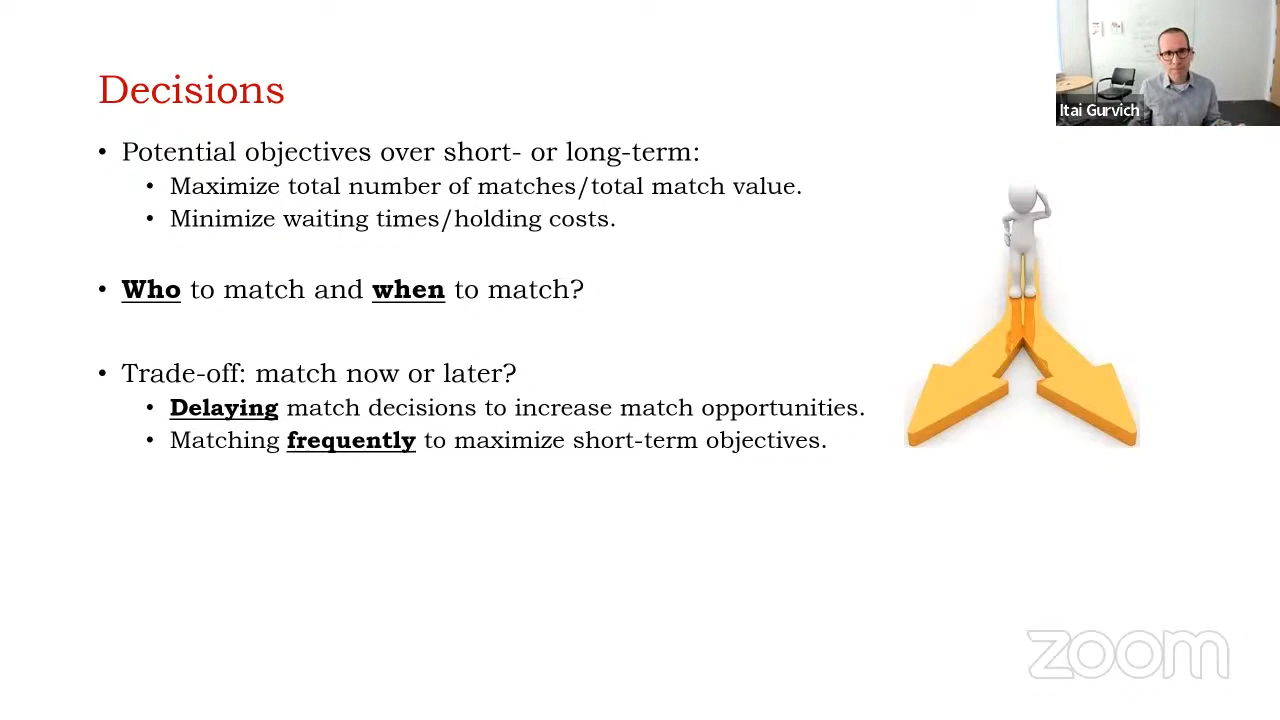 Decisions
Itai Gurvich
• Potential objectives over short- or long-term:
• Maximize total number of matches/total match value.
• Minimize waiting times/holding costs.
• Who to match and when to match?
• Trade-off: match now or later?
• Delaying match decisions to increase match opportunities.
• Matching frequently to maximize short-term objectives.
zoom